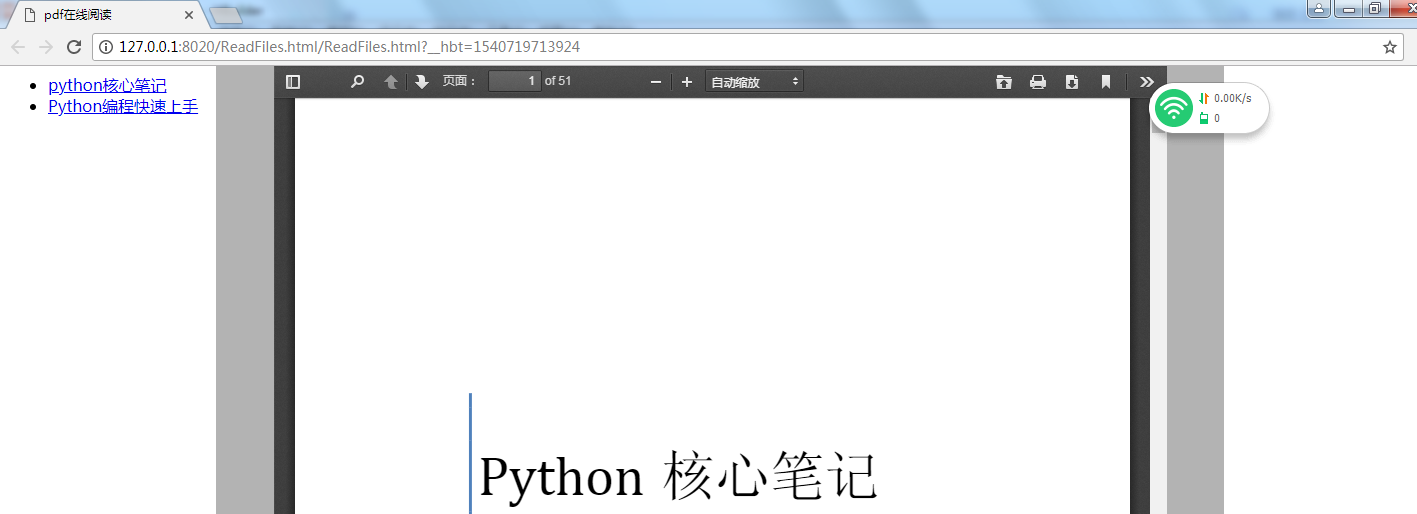 pdf在线阅读
127.0.0.1:8020/ReadFiles.html/ReadFiles.html?__hbt=1540719713924
python核心笔记
Python编程快速上手
页面： 1 of 51 自动缩放
0.00K/s
0
Python 核心笔记